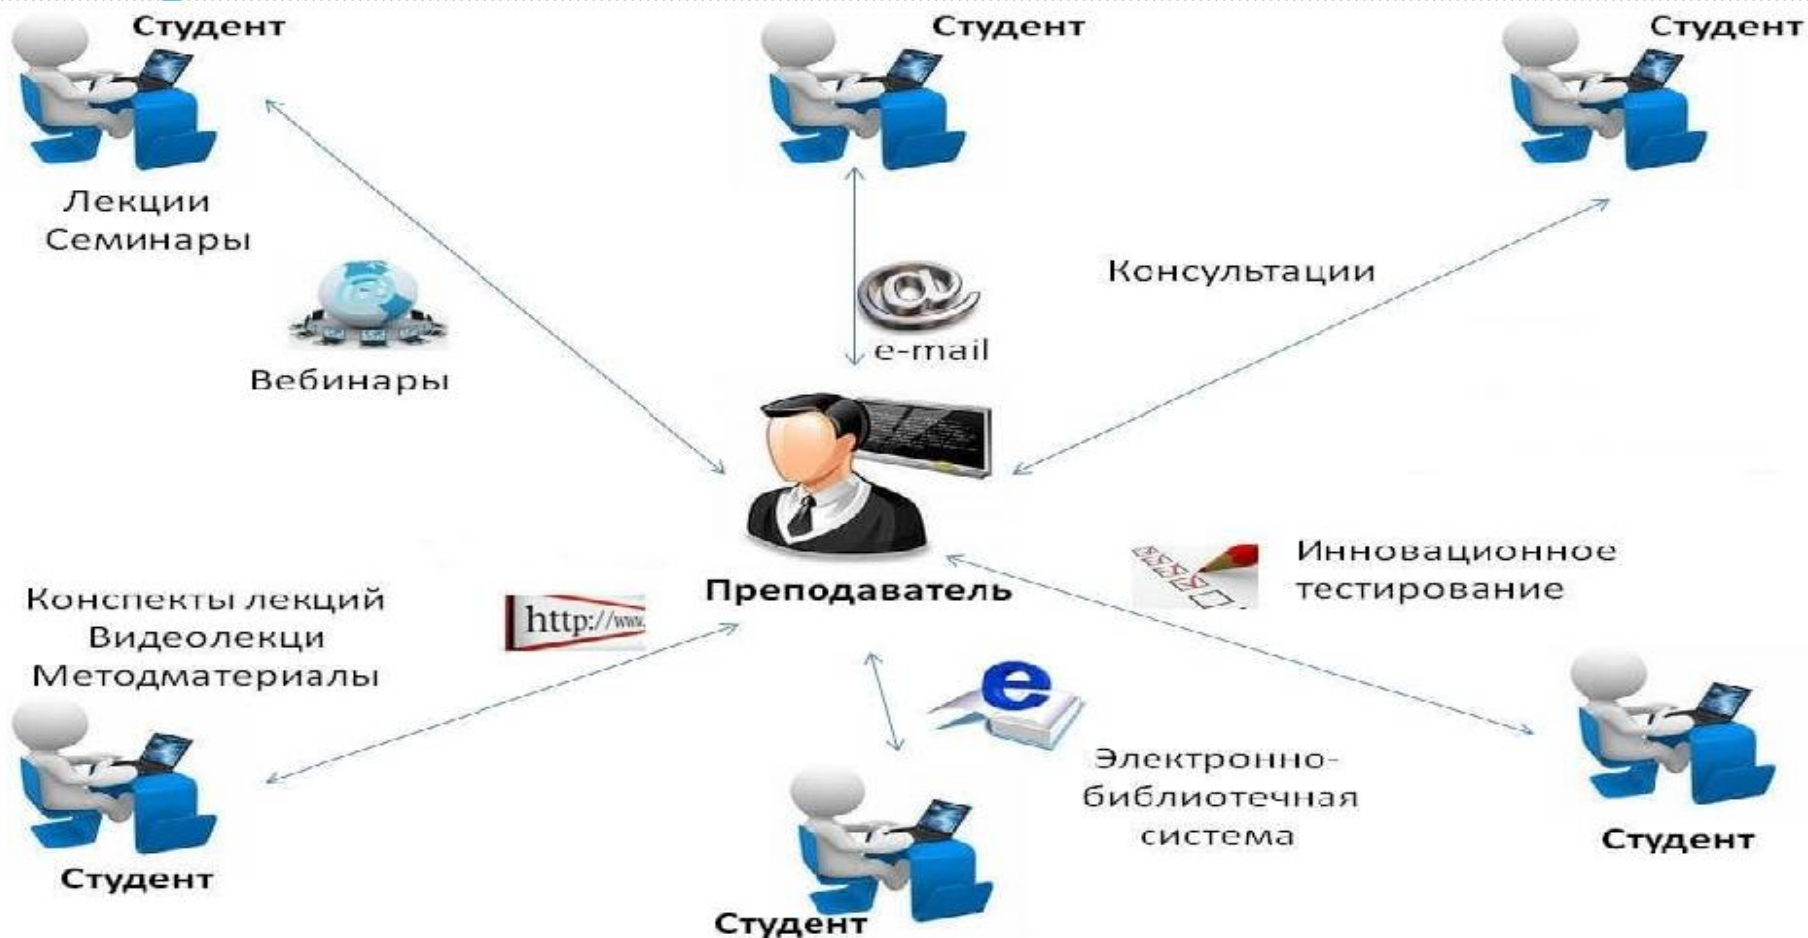 Студент
Студент
Студент
Лекции
Семинары
Вебинары
e-mail
Консультации
Преподаватель
Инновационное
тестирование
Конспекты лекций
Видеолекци
Методматериалы
http://www.
Электронно-
библиотечная
система
Студент
Студент
Студент